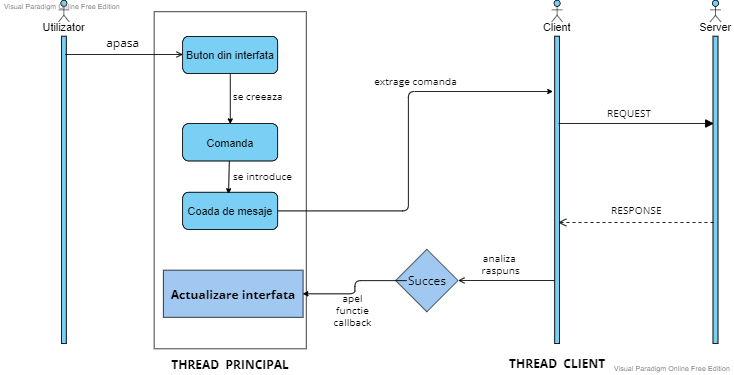 Visual Paradigm Online Free Edition
Utilizator
Client
Server
apasa
Buton din interfata
extrage comanda
se creeaza
REQUEST
Comanda
se introduce
Coada de mesaje
RESPONSE
analiza
raspuns
Succes
Actualizare interfata
apel
functie
callback
THREAD PRINCIPAL
THREAD CLIENT
Visual Paradigm Online Free Edition